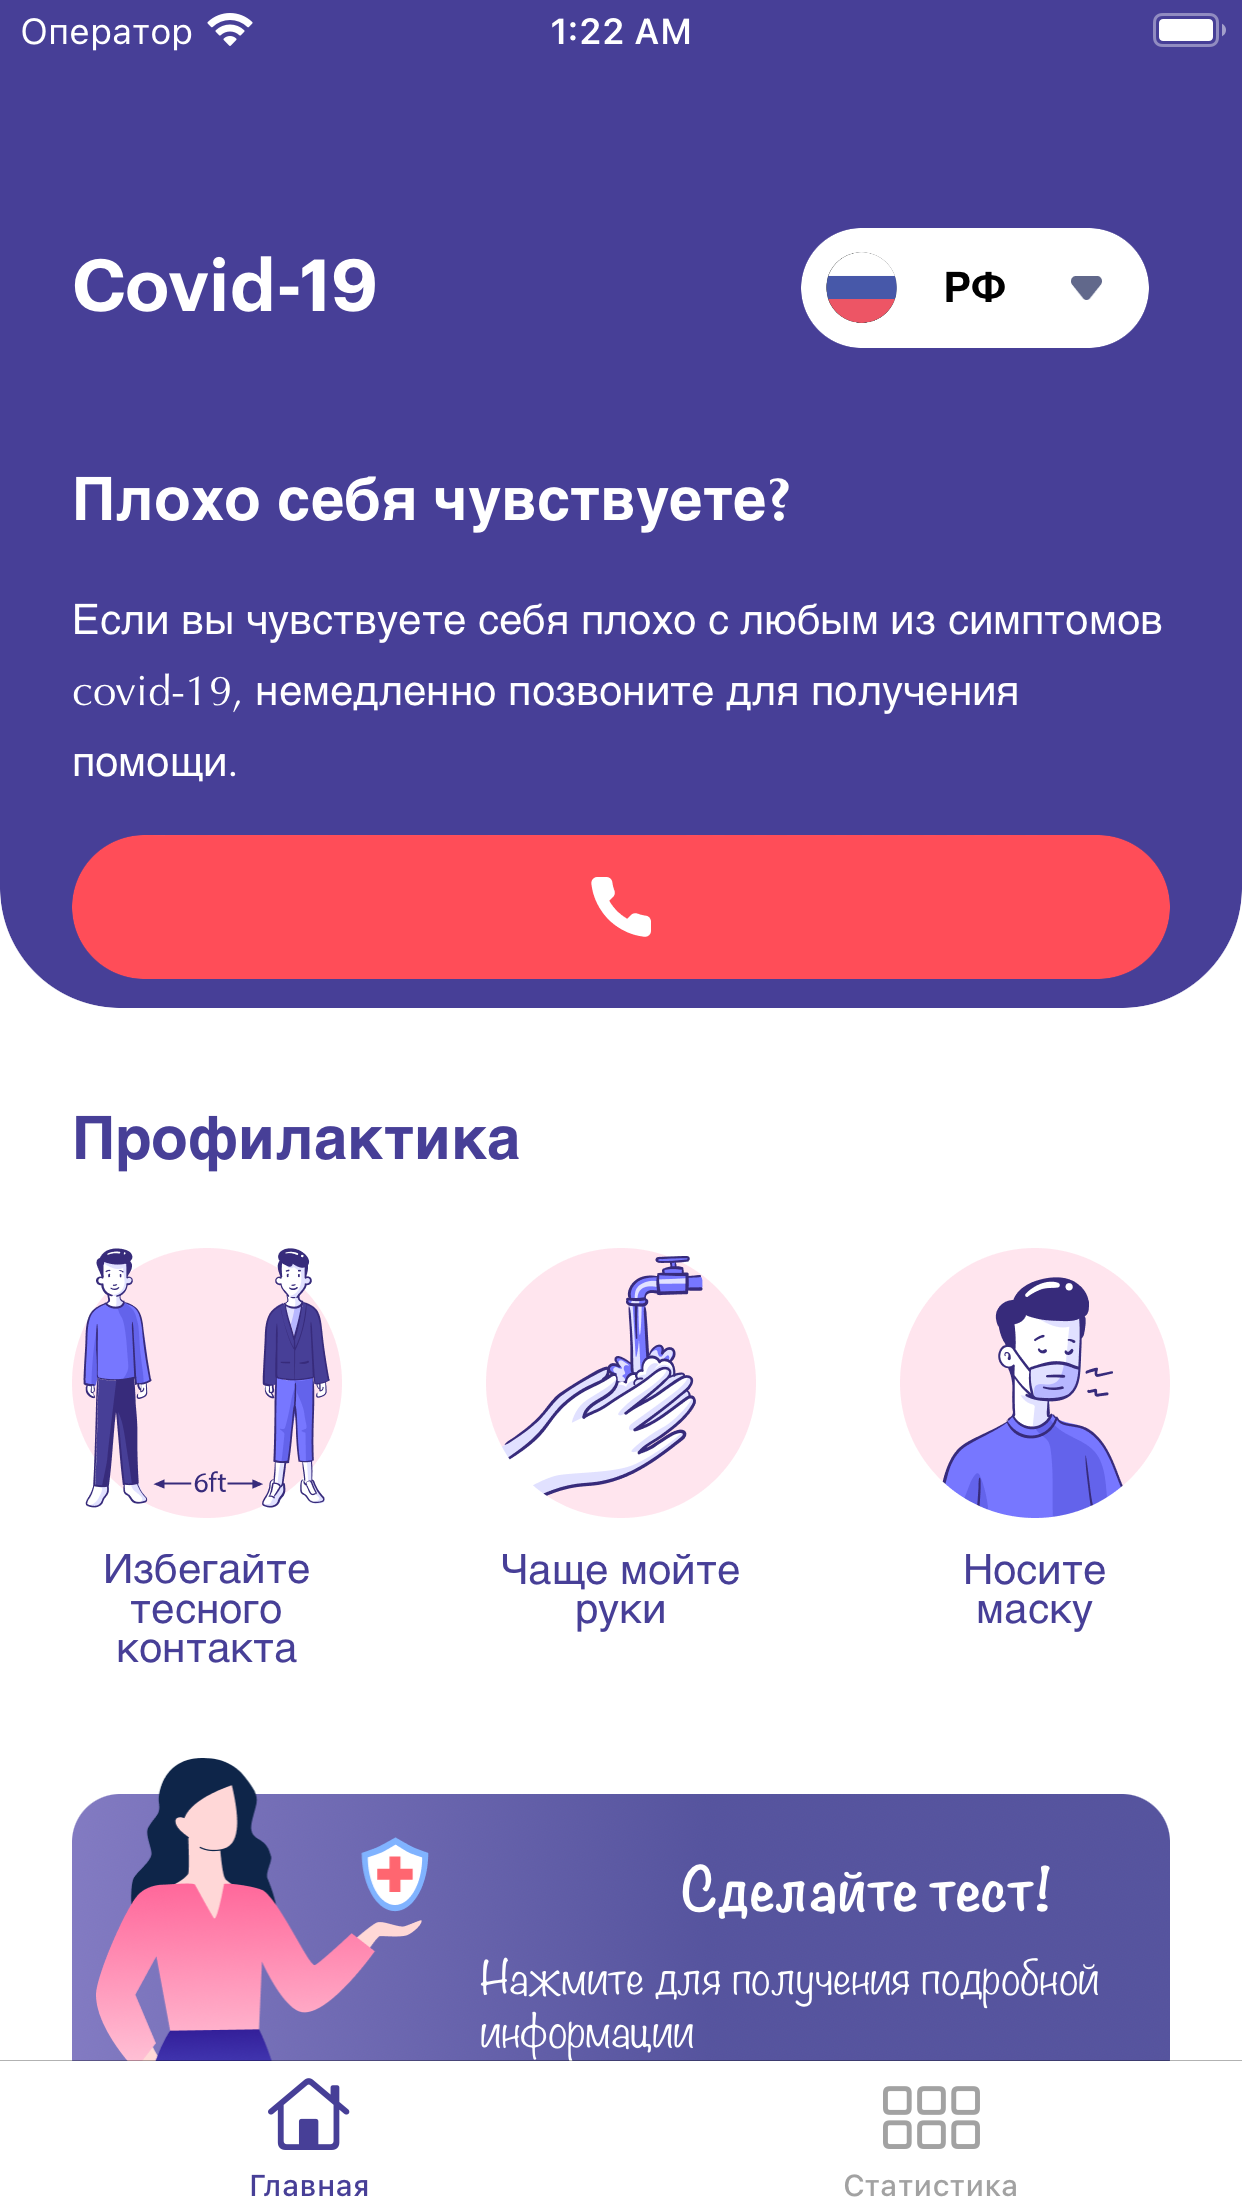 Оператор
1:22 AM
Covid-19
РФ
Плохо себя чувствуете?
Если вы чувствуете себя плохо с любым из симптомов
covid-19, немедленно позвоните для получения
помощи.
Профилактика
6ft
Избегайте
тесного
контакта
Чаще мойте
руки
Носите
маску
Сделайте тест!
Нажмите для получения подробной
информации
Главная
Статистика